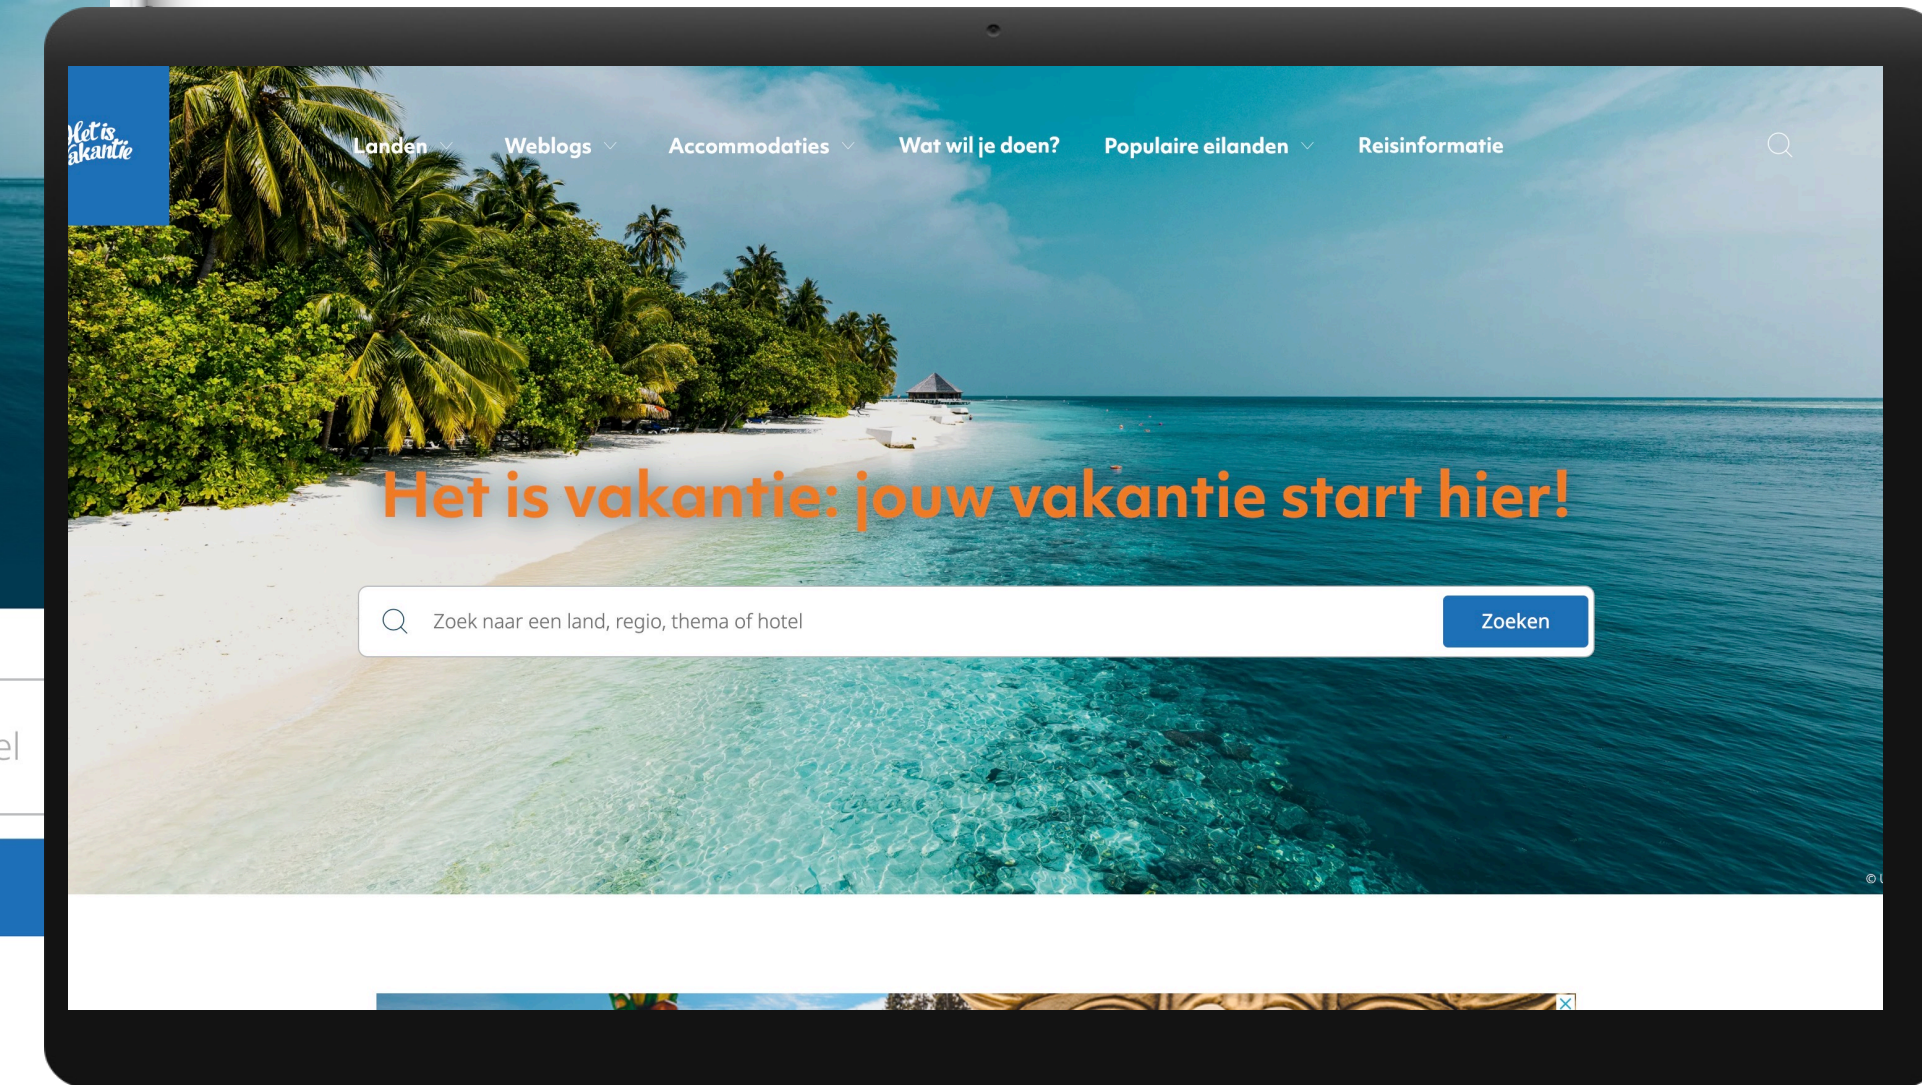 Het is
Landen
Weblogs
Accommodaties
Wat wil je doen?
Populaire eilanden
Reisinformatie
Het is vakantie: jouw vakantie start hier!
Zoek naar een land, regio, thema of hotel
Zoeken
©
el